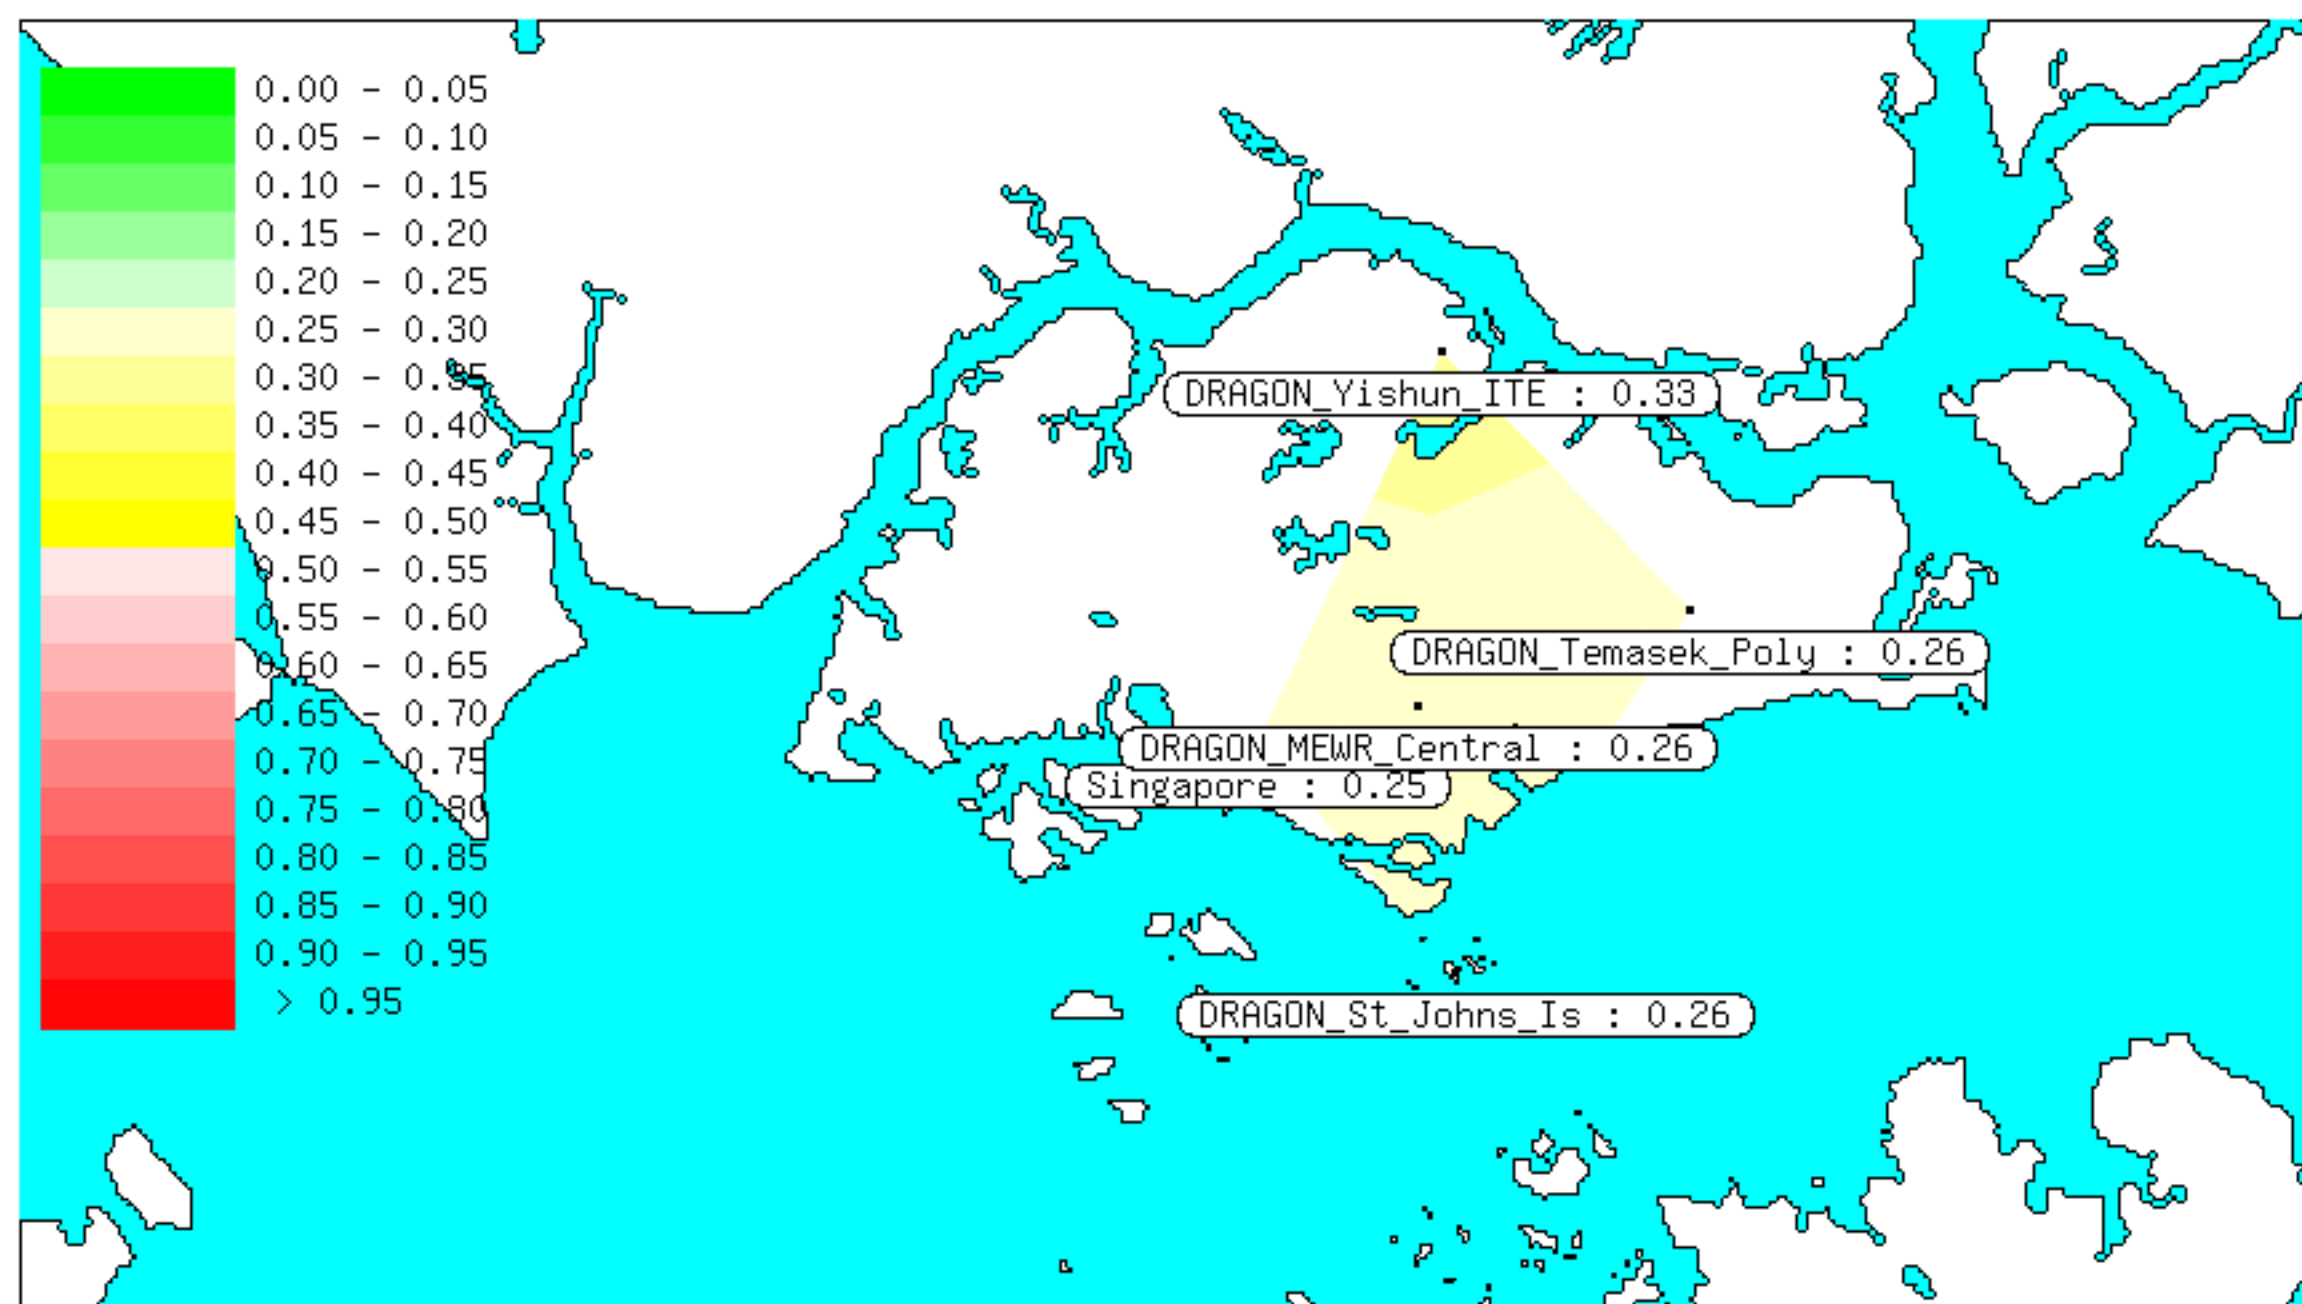 0.00 - 0.05
0.05 - 0.10
0.10 - 0.15
0.15 - 0.20
0.20 - 0.25
0.25 - 0.30
0.30 - 0.35
0.35 - 0.40
0.40 - 0.45
0.45 - 0.50
0.50 - 0.55
0.55 - 0.60
0.60 - 0.65
0.65 - 0.70
0.70 - 0.75
0.75 - 0.80
0.80 - 0.85
0.85 - 0.90
0.90 - 0.95
> 0.95
DRAGON_Yishun_ITE : 0.33
DRAGON_Temasek_Poly : 0.26
DRAGON_MEWR_Central : 0.26
Singapore : 0.25
DRAGON_St_Johns_Is : 0.26